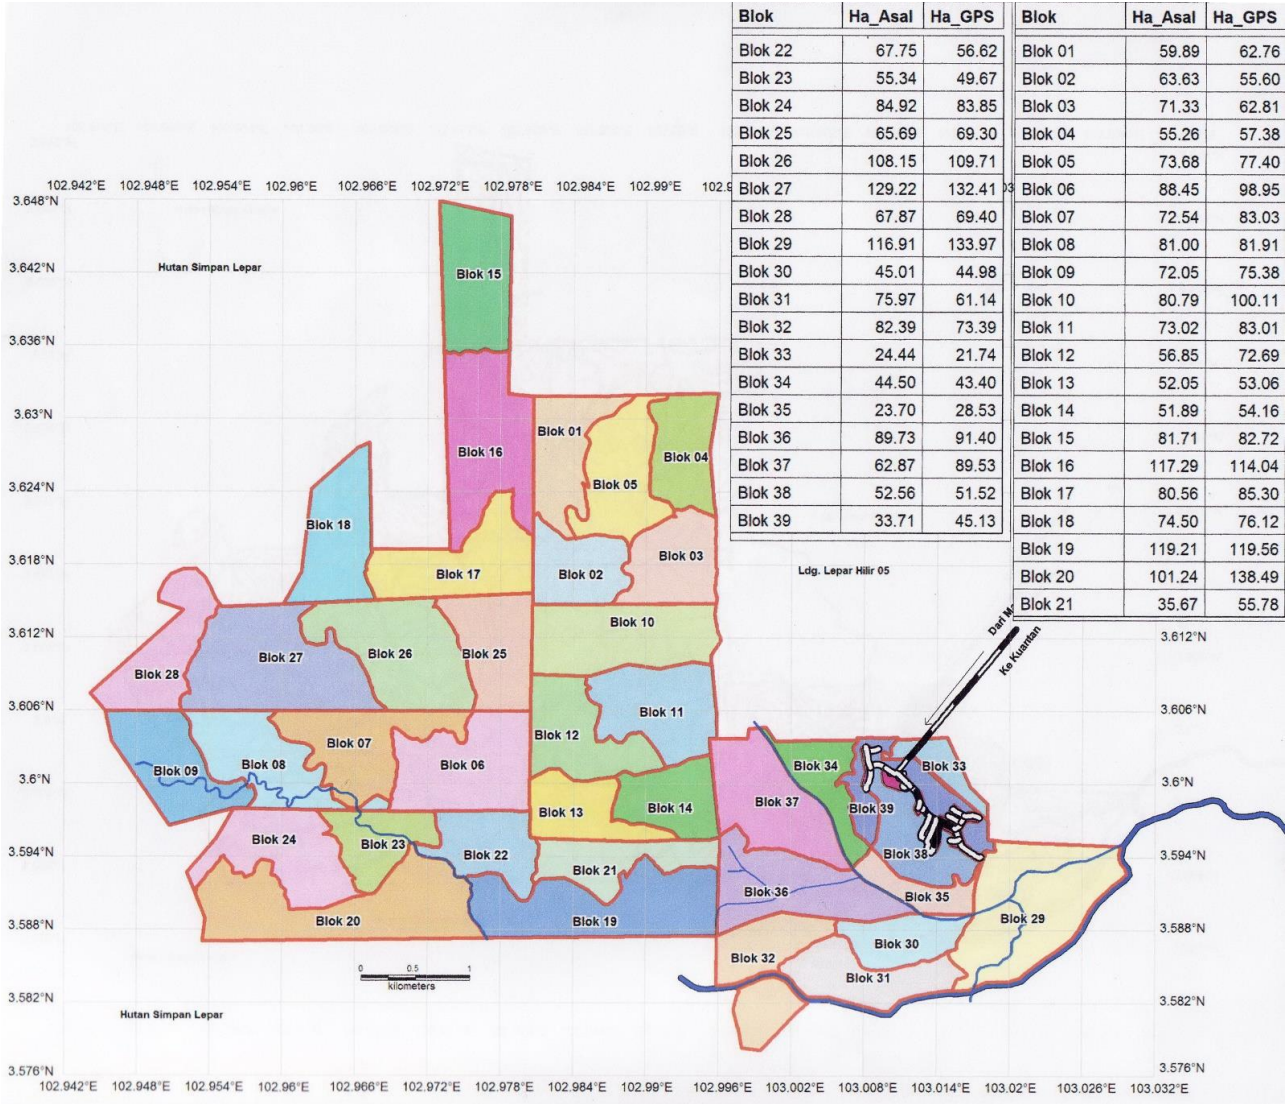 Blok Ha_Asal Ha_GPS
Blok 22 67.75 56.62
Blok 23 55.34 49.67
Blok 24 84.92 83.85
Blok 25 65.69 69.30
Blok 26 108.15 109.71
Blok 27 129.22 132.41
Blok 28 67.87 69.40
Blok 29 116.91 133.97
Blok 30 45.01 44.98
Blok 31 75.97 61.14
Blok 32 82.39 73.39
Blok 33 24.44 21.74
Blok 34 44.50 43.40
Blok 35 23.70 28.53
Blok 36 89.73 91.40
Blok 37 62.87 89.53
Blok 38 52.56 51.52
Blok 39 33.71 45.13
Blok Ha_Asal Ha_GPS
Blok 01 59.89 62.76
Blok 02 63.63 55.60
Blok 03 71.33 62.81
Blok 04 55.26 57.38
Blok 05 73.68 77.40
Blok 06 88.45 98.95
Blok 07 72.54 83.03
Blok 08 81.00 81.91
Blok 09 72.05 75.38
Blok 10 80.79 100.11
Blok 11 73.02 83.01
Blok 12 56.85 72.69
Blok 13 52.05 53.06
Blok 14 51.89 54.16
Blok 15 81.71 82.72
Blok 16 117.29 114.04
Blok 17 80.56 85.30
Blok 18 74.50 76.12
Blok 19 119.21 119.56
Blok 20 101.24 138.49
Blok 21 35.67 55.78
102.942°E 102.948°E 102.954°E 102.96°E 102.966°E 102.972°E 102.978°E 102.984°E 102.99°E
3.648°N
3.642°N
3.636°N
3.63°N
3.624°N
3.618°N
3.612°N
3.606°N
3.6°N
3.594°N
3.588°N
3.582°N
3.576°N
Hutan Simpan Lepar
Blok 15
Blok 01
Blok 16
Blok 04
Blok 05
Blok 18
Blok 03
Blok 17
Blok 02
Ldg. Lepar Hilir 05
Dari
Ke Kuantan
Blok 10
Blok 27
Blok 26
Blok 25
Blok 28
Blok 11
Blok 12
Blok 07
Blok 06
Blok 08
Blok 09
Blok 34
Blok 33
Blok 37
Blok 39
Blok 14
Blok 13
Blok 24
Blok 23
Blok 22
Blok 38
Blok 21
Blok 36
Blok 35
Blok 20
Blok 19
Blok 29
Blok 30
Blok 32
Blok 31
0 0.5 1
kilometers
Hutan Simpan Lepar
3.612°N
3.606°N
3.6°N
3.594°N
3.588°N
3.582°N
3.576°N
102.942°E 102.948°E 102.954°E 102.96°E 102.966°E 102.972°E 102.978°E 102.984°E 102.99°E 102.996°E 103.002°E 103.008°E 103.014°E 103.02°E 103.026°E 103.032°E